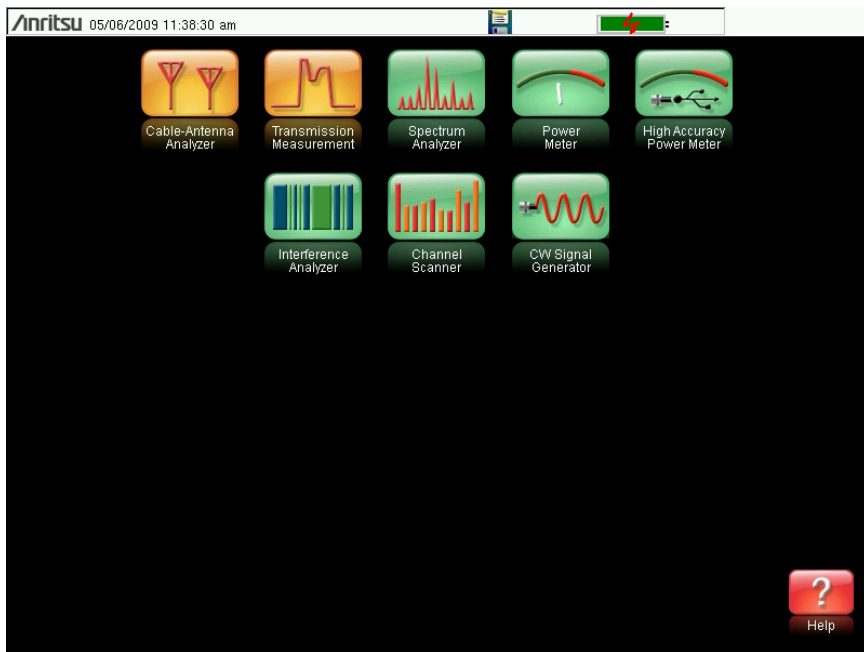 Anritsu 05/06/2009 11:38:30 am
Cable-Antenna
Analyzer
Transmission
Measurement
Spectrum
Analyzer
Power
Meter
High Accuracy
Power Meter
Interference
Analyzer
Channel
Scanner
CW Signal
Generator
?
Help